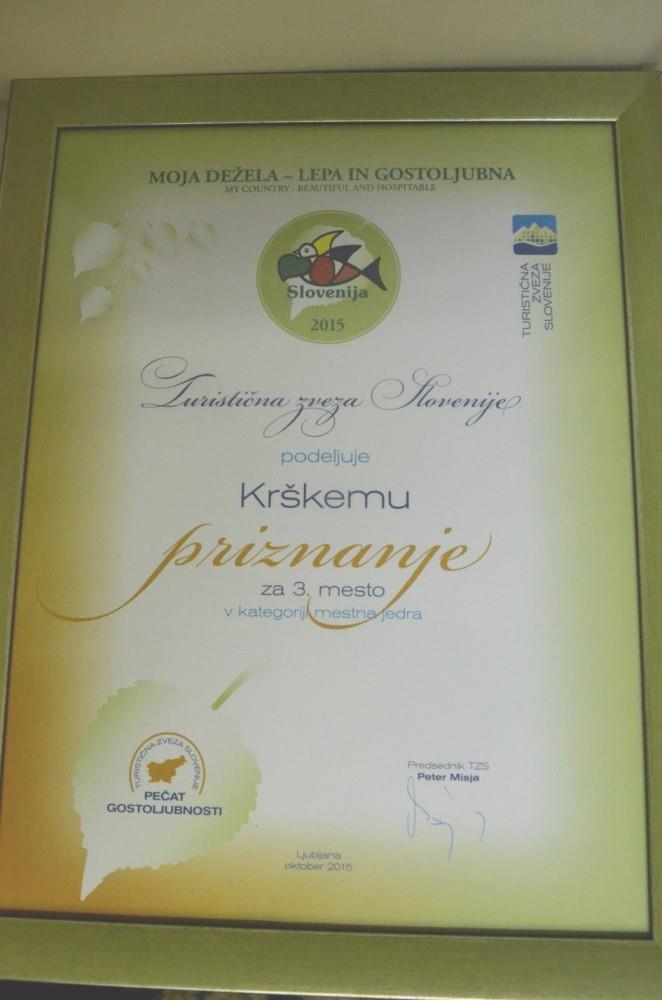 MOJA DEŽELA – LEPA IN GOSTOLJUBNA
MY COUNTRY - BEAUTIFUL AND HOSPITABLE
Slovenija
2015
TURISTIČNA
ZVEZA
SLOVENIJE
Turistična zveza Slovenije
podeljuje
Krškemu
priznanje
za 3. mesto
v kategoriji mestna jedra
TURISTIČNA ZVEZA SLOVENIJE
PEČAT
GOSTOLJUBNOSTI
Predsednik TZS
Peter Misja
Ljubljana
oktober 2015